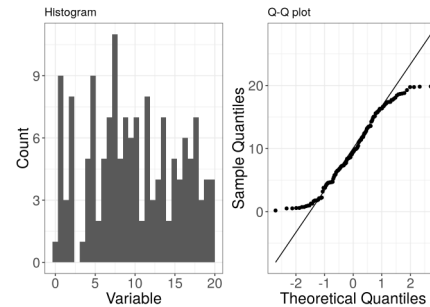 Histogram
Count
9
6
3
0
0
5
10
15
20
Variable
Q-Q plot
Sample Quantiles
20
10
0
-2
-1
0
1
2
Theoretical Quantiles